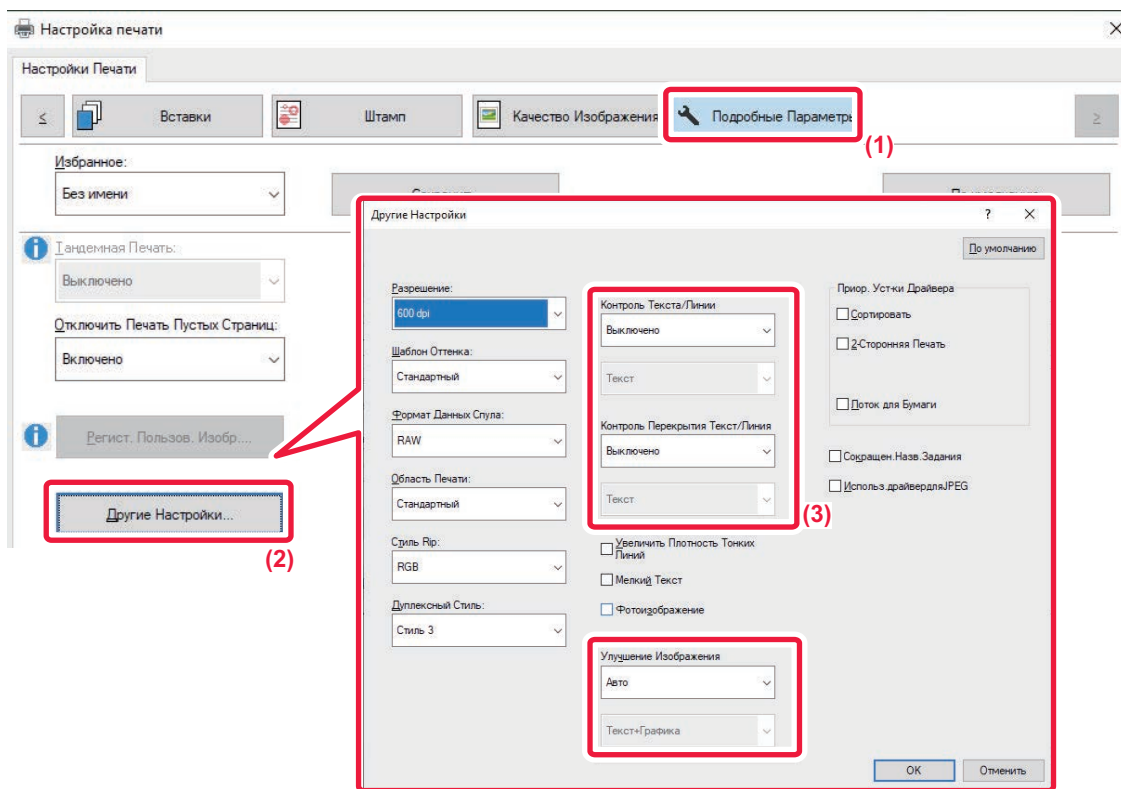 Настройка печати
Настройки Печати
<
Вставки
Штамп
Качество Изображения
Подробные Параметры
>
(1)
Избранное:
Без имени
Тандемная Печать:
Выключено
Отключить Печать Пустых Страниц:
Включено
Регист. Пользов. Изобр....
Другие Настройки...
(2)
Другие Настройки
?
По умолчанию
Разрешение:
600 dpi
Шаблон Оттенка:
Стандартный
Формат Данных Спула:
RAW
Область Печати:
Стандартный
Стиль Rip:
RGB
Дуплексный Стиль:
Стиль 3
Контроль Текста/Линии
Выключено
Текст
Контроль Перекрытия Текст/Линия
Выключено
Текст
(3)
Увеличить Плотность Тонких
Линий
Мелкий Текст
Фотоизображение
Улучшение Изображения
Авто
Текст+Графика
Приор. Уст-ки Драйвера
Сортировать
2-Сторонняя Печать
Лоток для Бумаги
Сокращен.Назв.Задания
Использ.драйвердляJPEG
OK
Отменить